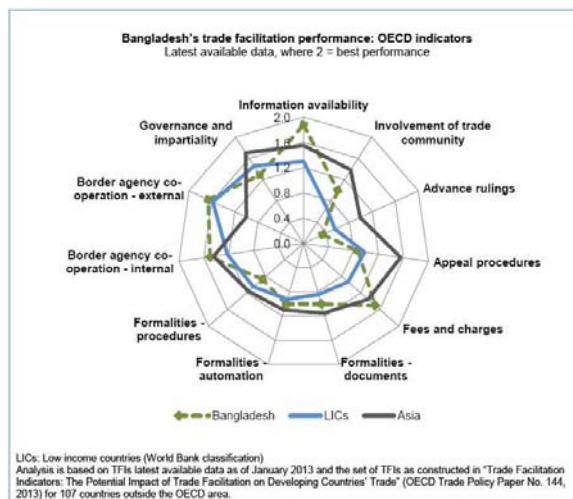 Bangladesh's trade facilitation performance: OECD indicators
Latest available data, where 2 = best performance
Information availability
Governance and
impartiality
Involvement of trade
community
Border agency co-
operation - external
Advance rulings
Border agency co-
operation - internal
Appeal procedures
Formalities -
procedures
Fees and charges
Formalities -
automation
Formalities -
documents
2.0
1.6
1.2
0.8
0.4
0.0
Bangladesh
LICs
Asia
LICs: Low income countries (World Bank classification)
Analysis is based on TFIs latest available data as of January 2013 and the set of TFIs as constructed in "Trade Facilitation
Indicators: The Potential Impact of Trade Facilitation on Developing Countries' Trade" (OECD Trade Policy Paper No. 144,
2013) for 107 countries outside the OECD area.